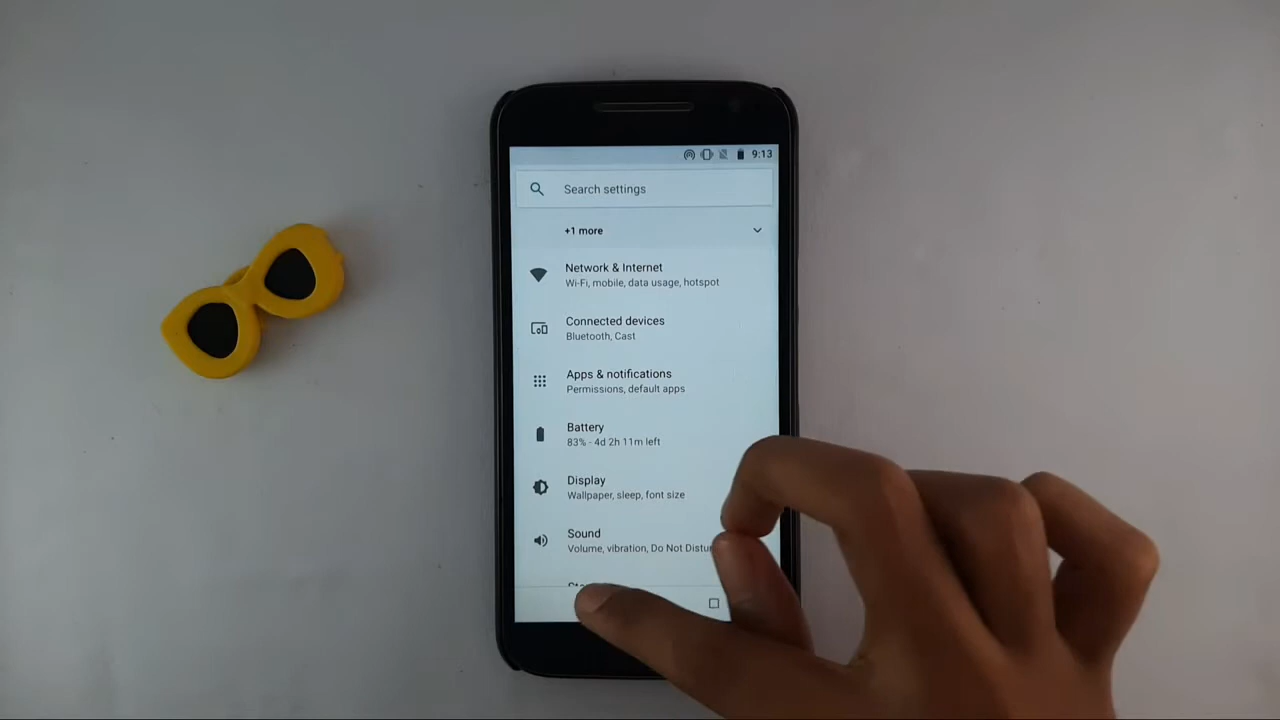 9:13
Search settings
+1 more
Network & Internet
Wi-Fi, mobile, data usage, hotspot
Connected devices
Bluetooth, Cast
Apps & notifications
Permissions, default apps
Battery
83% - 4d 2h 11m left
Display
Wallpaper, sleep, font size
Sound
Volume, vibration, Do Not